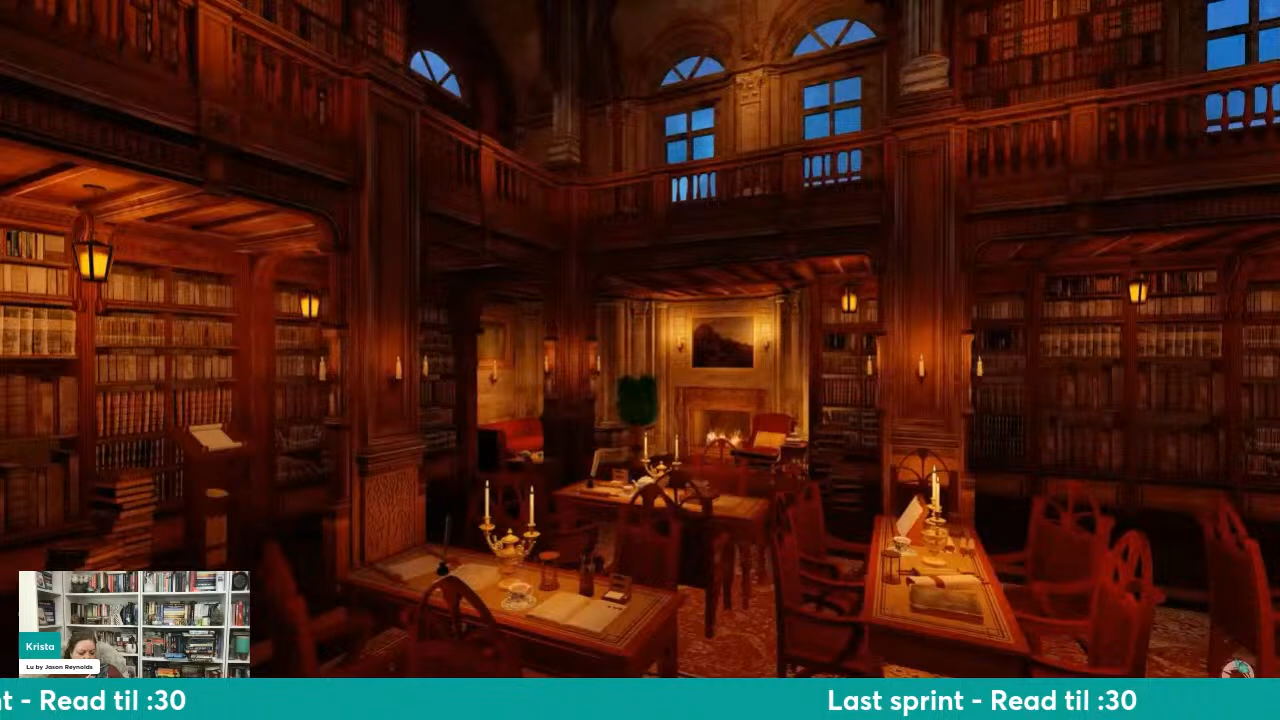 Krista
Lu by Jason Reynolds
t - Read til :30
Last sprint - Read til :30